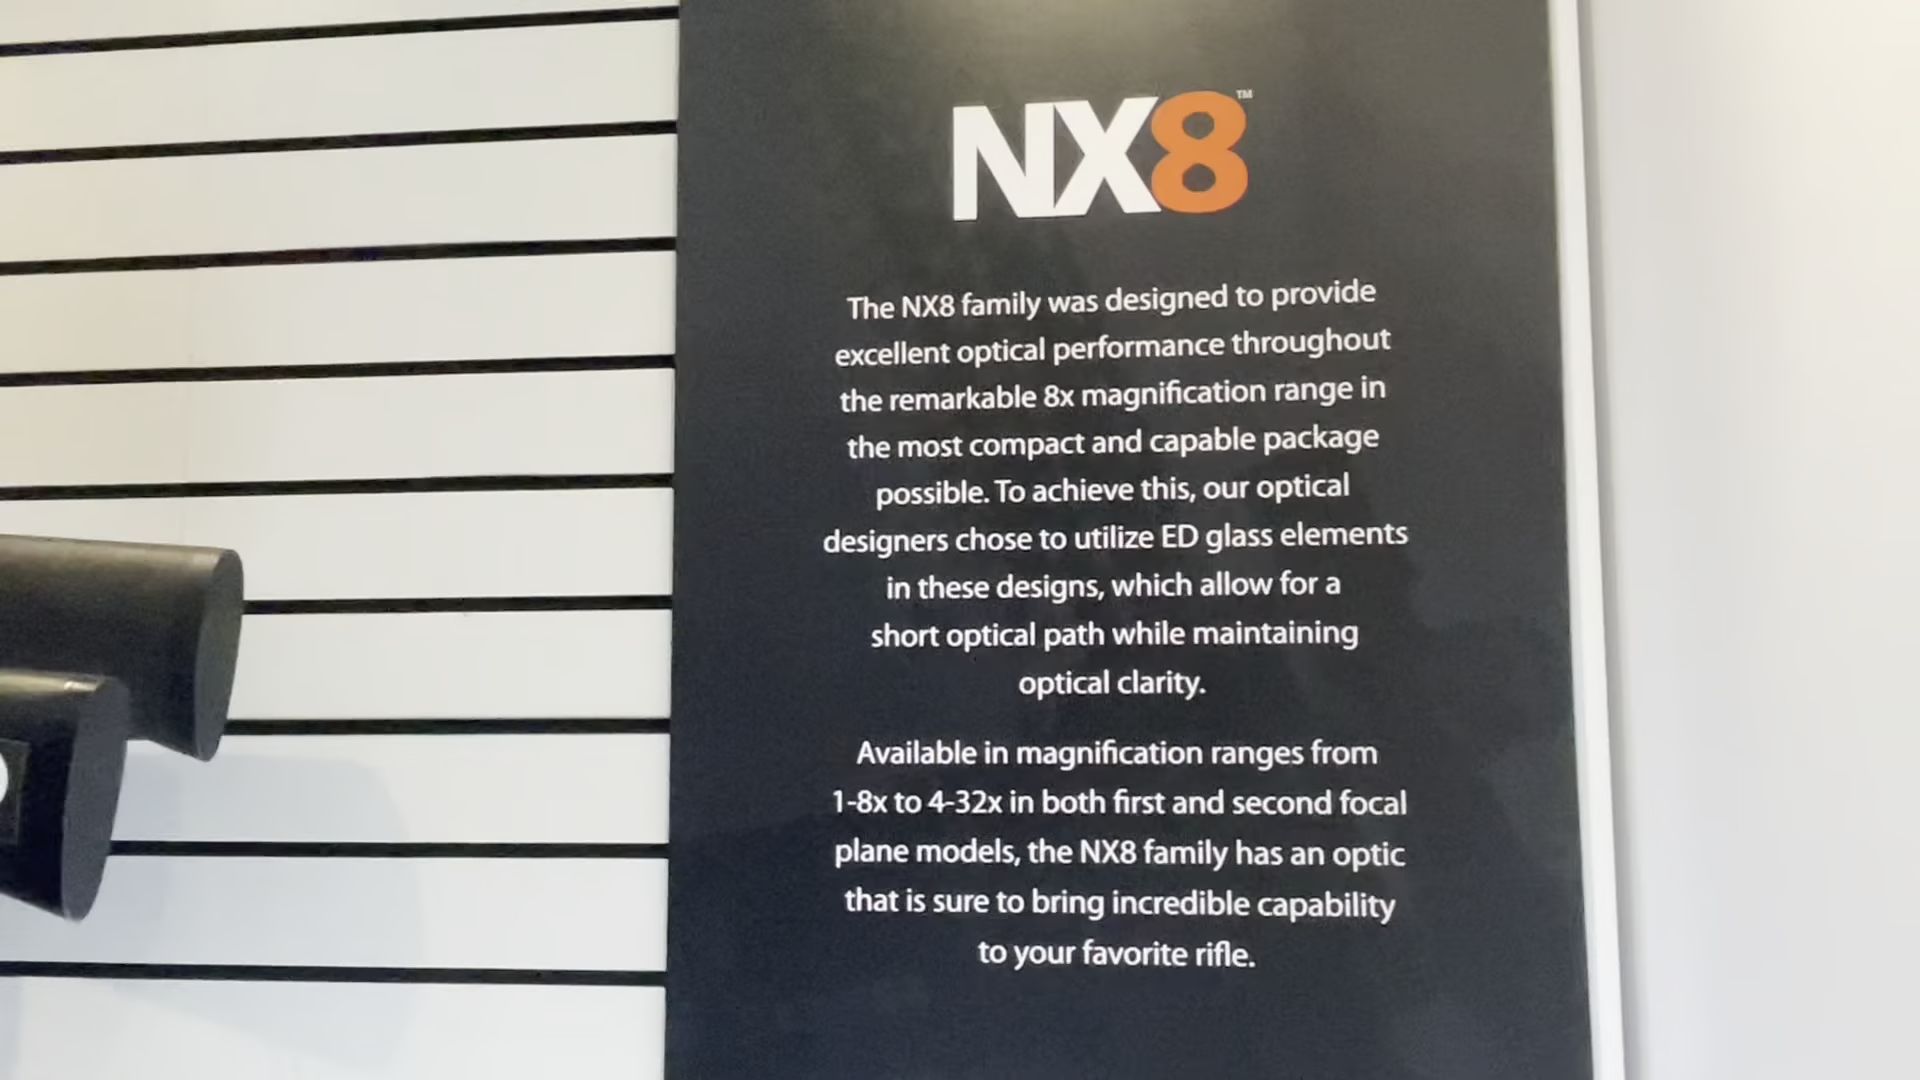 NX8™
The NX8 family was designed to provide
excellent optical performance throughout
the remarkable 8x magnification range in
the most compact and capable package
possible. To achieve this, our optical
designers chose to utilize ED glass elements
in these designs, which allow for a
short optical path while maintaining
optical clarity.
Available in magnification ranges from
1-8x to 4-32x in both first and second focal
plane models, the NX8 family has an optic
that is sure to bring incredible capability
to your favorite rifle.